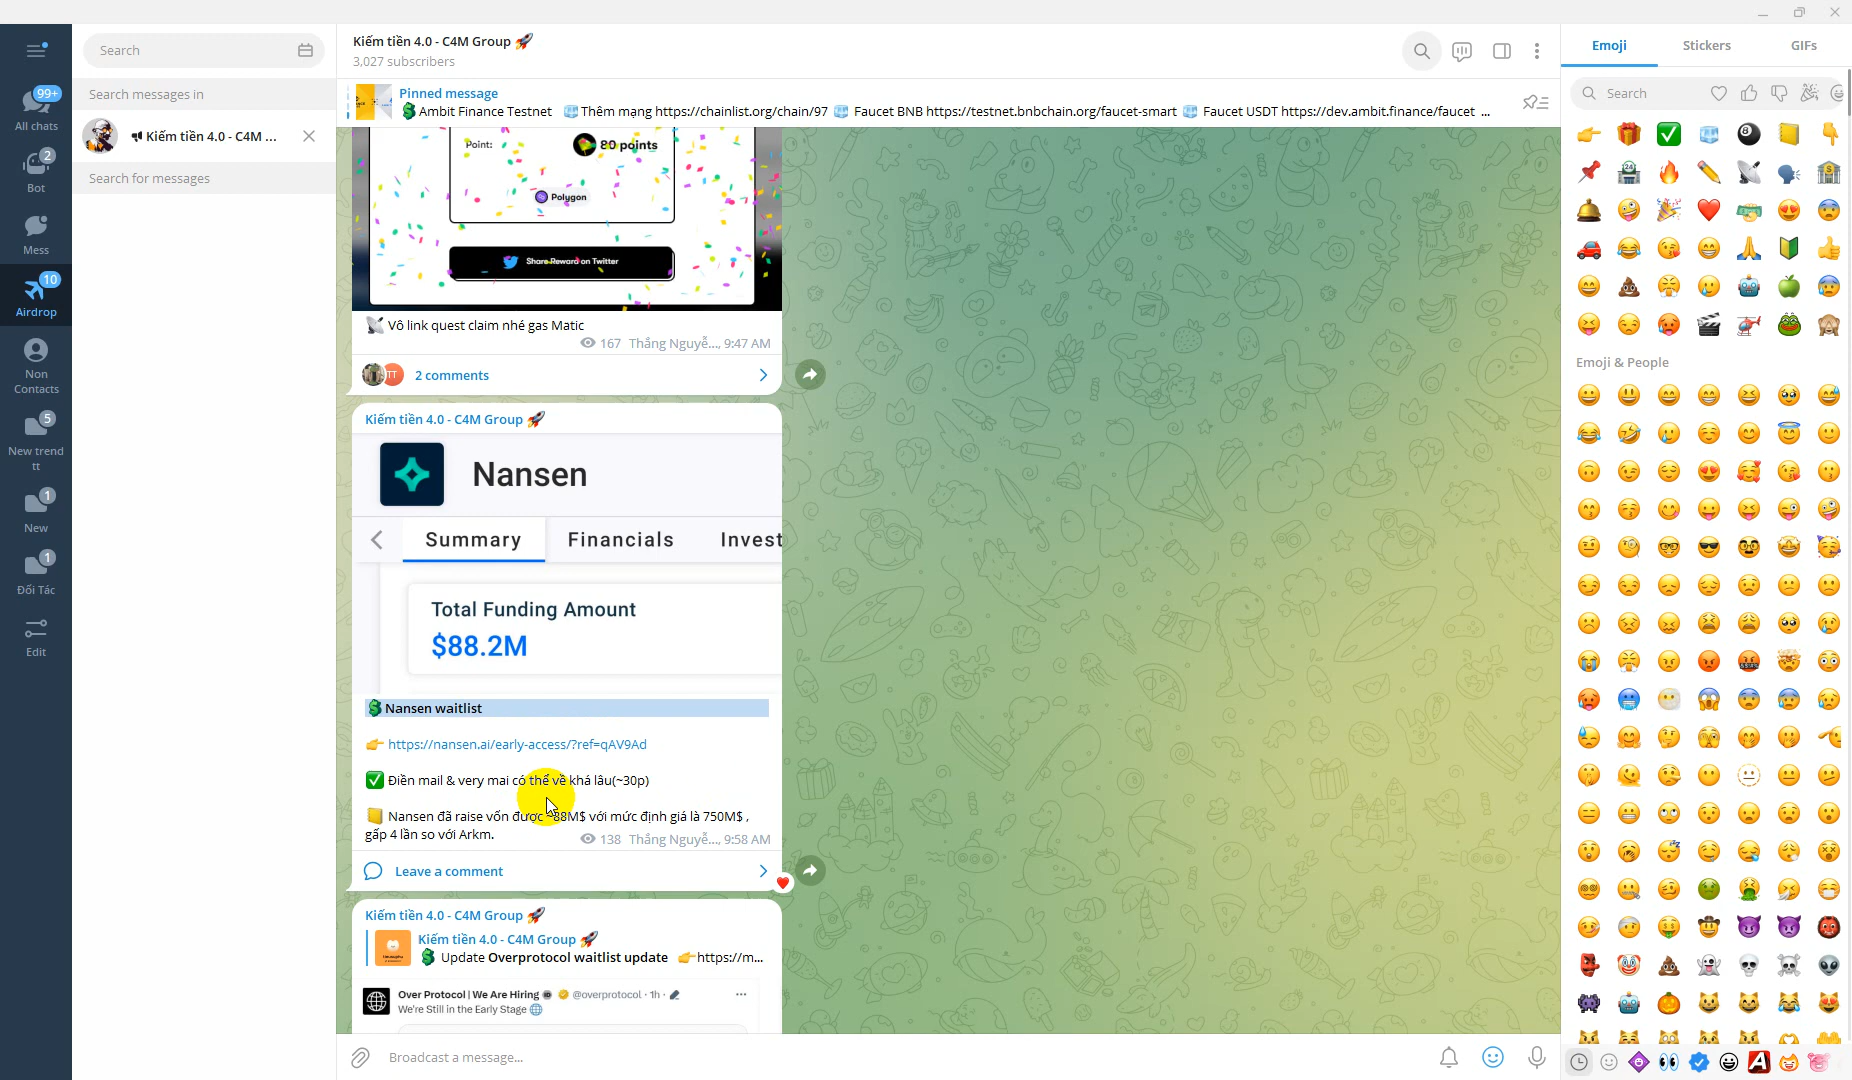 Search
Search messages in
Kiếm tiền 4.0 - C4M ...
Search for messages
99+
All chats
2
Bot
Mess
10
Airdrop
Non
Contacts
5
New trend
tt
1
New
1
Đối Tác
Edit
Kiếm tiền 4.0 - C4M Group
3,027 subscribers
Pinned message
Ambit Finance Testnet Thêm mạng https://chainlist.org/chain/97 Faucet BNB https://testnet.bnbchain.org/faucet-smart Faucet USDT https://dev.ambit.finance/faucet ...
Points
80 points
Polygon
Share Reward on Twitter
Vô link quest claim nhé gas Matic
167 Thắng Nguyễ..., 9:47 AM
TT
2 comments
Kiếm tiền 4.0 - C4M Group
Nansen
Summary Financials Invest
Total Funding Amount
$88.2M
Nansen waitlist
https://nansen.ai/early-access/?ref=qAV9Ad
Điền mail & very mai có thể về khá lâu(~30p)
Nansen đã raise vốn được ~88M$ với mức định giá là 750M$ ,
gấp 4 lần so với Arkm.
138 Thắng Nguyễ..., 9:58 AM
Leave a comment
Kiếm tiền 4.0 - C4M Group
Kiếm tiền 4.0 - C4M Group
Update Overprotocol waitlist update https://m...
Over Protocol | We Are Hiring @overprotocol · 1h ·
We're Still in the Early Stage
Broadcast a message...
Emoji Stickers GIFs
Search
Emoji & People